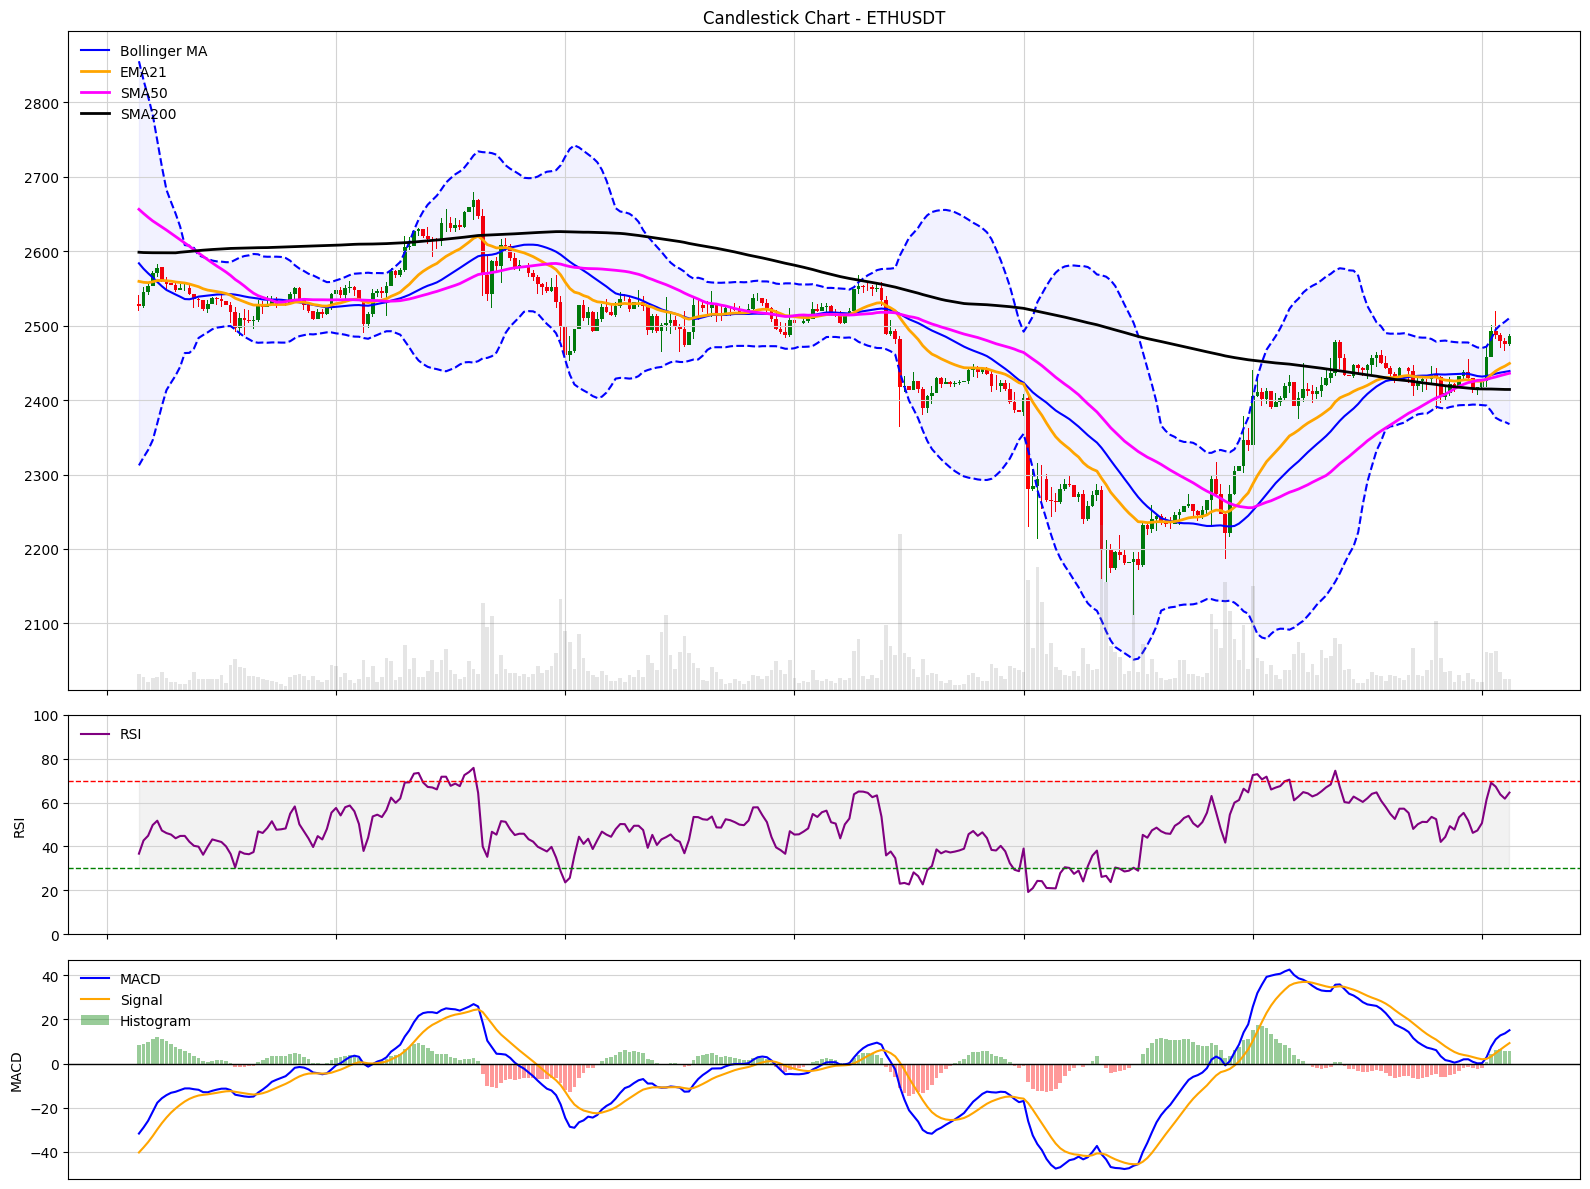 Candlestick Chart - ETHUSDT
Bollinger MA
EMA21
SMA50
SMA200
2800
2700
2600
2500
2400
2300
2200
2100
RSI
RSI
100
80
60
40
20
0
MACD
Signal
Histogram
MACD
40
20
0
−20
−40